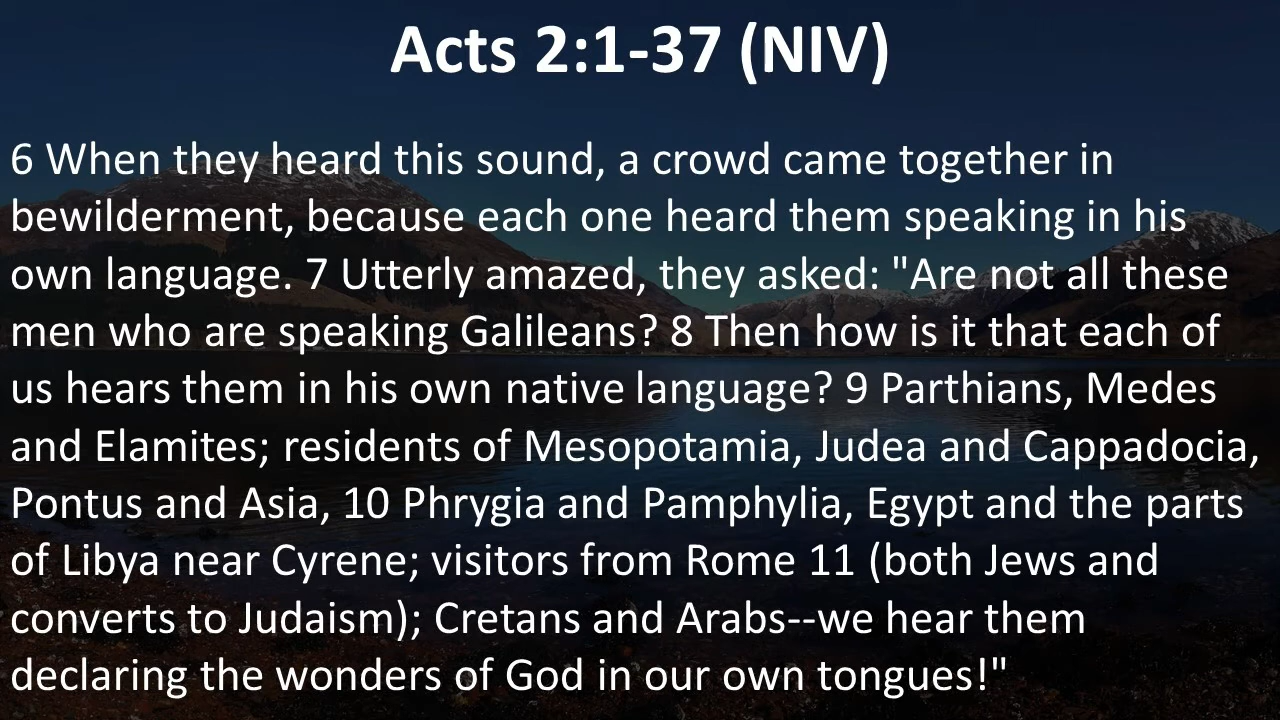 Acts 2:1-37 (NIV)
6 When they heard this sound, a crowd came together in
bewilderment, because each one heard them speaking in his
own language. 7 Utterly amazed, they asked: "Are not all these
men who are speaking Galileans? 8 Then how is it that each of
us hears them in his own native language? 9 Parthians, Medes
and Elamites; residents of Mesopotamia, Judea and Cappadocia,
Pontus and Asia, 10 Phrygia and Pamphylia, Egypt and the parts
of Libya near Cyrene; visitors from Rome 11 (both Jews and
converts to Judaism); Cretans and Arabs--we hear them
declaring the wonders of God in our own tongues!"